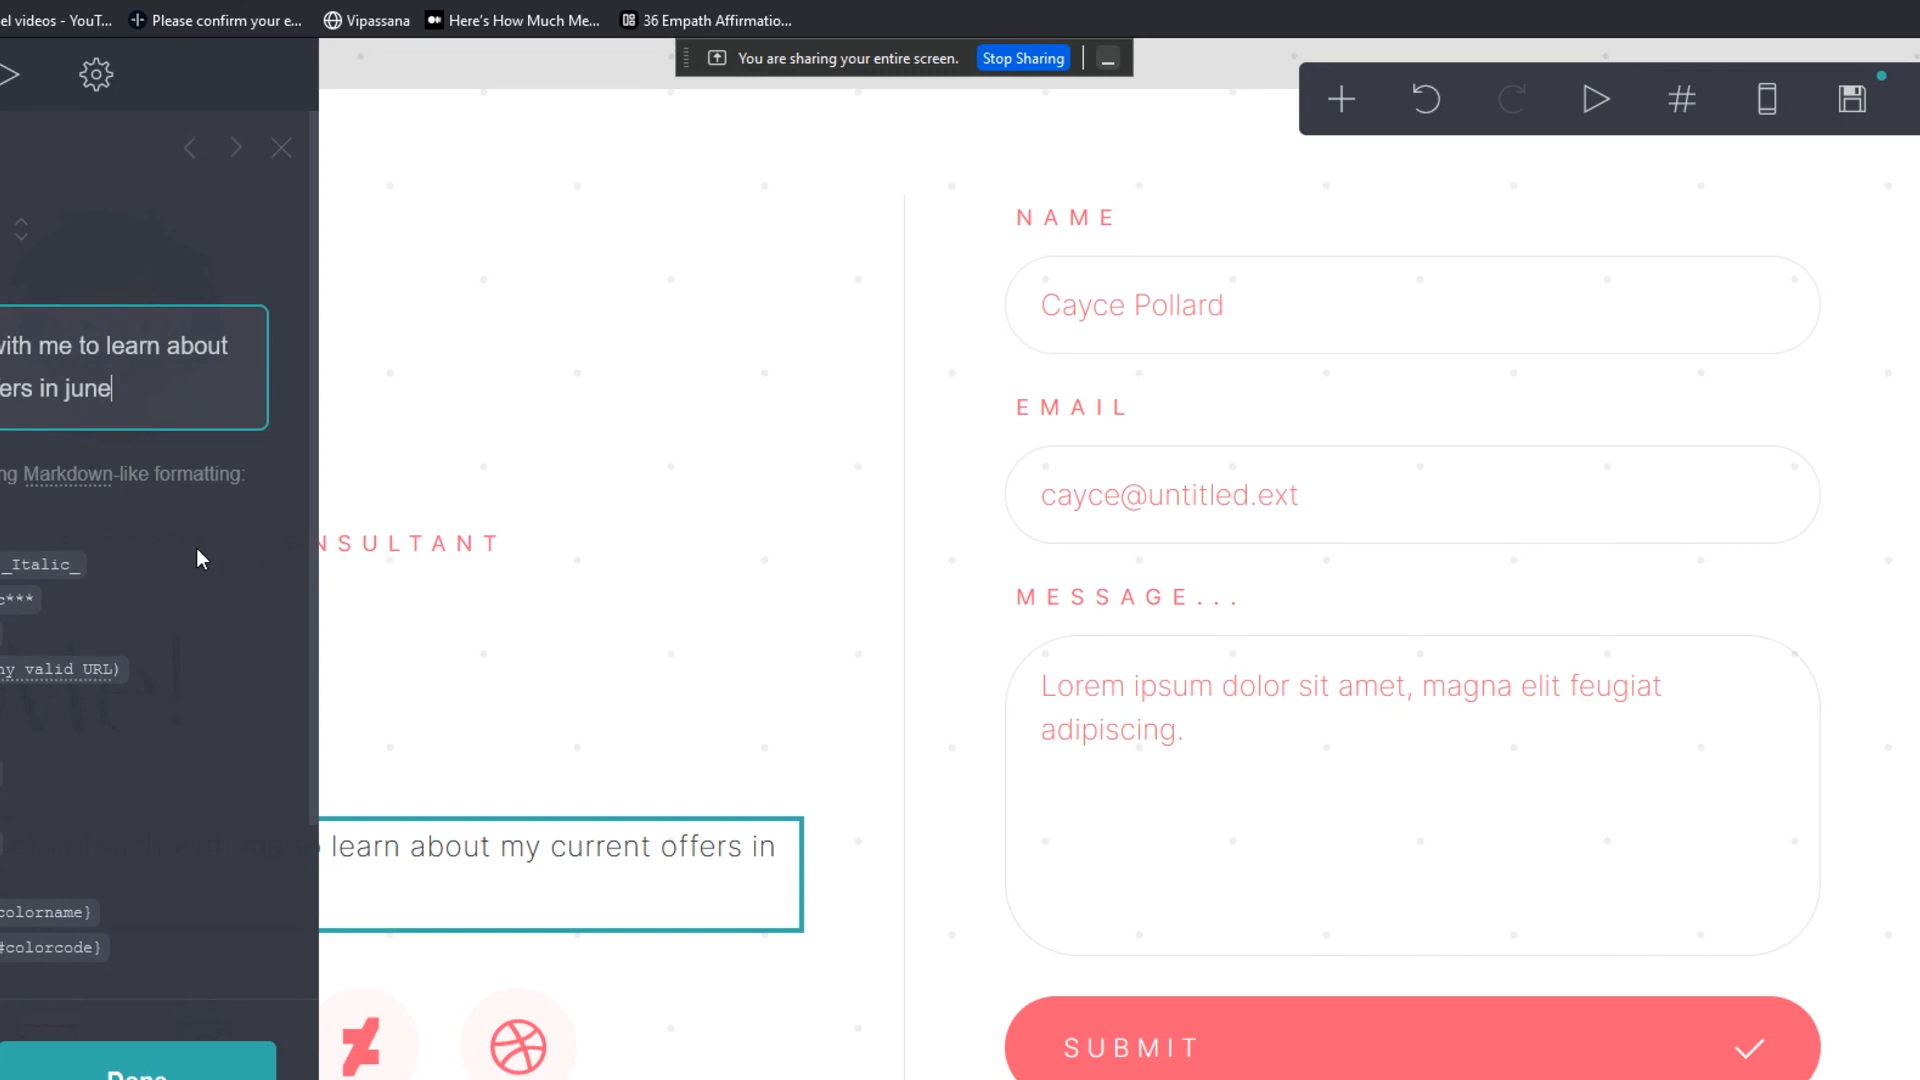 el videos - YouT...
Please confirm your e...
Vipassana
Here's How Much Me...
36 Empath Affirmatio...
You are sharing your entire screen.
Stop Sharing
with me to learn about
ers in june
ng Markdown-like formatting:
_Italic_
c***
ny valid URL)
Me!
colorname}
#colorcode}
Done
NSULTANT
learn about my current offers in
NAME
Cayce Pollard
EMAIL
cayce@untitled.ext
MESSAGE...
Lorem ipsum dolor sit amet, magna elit feugiat
adipiscing.
SUBMIT